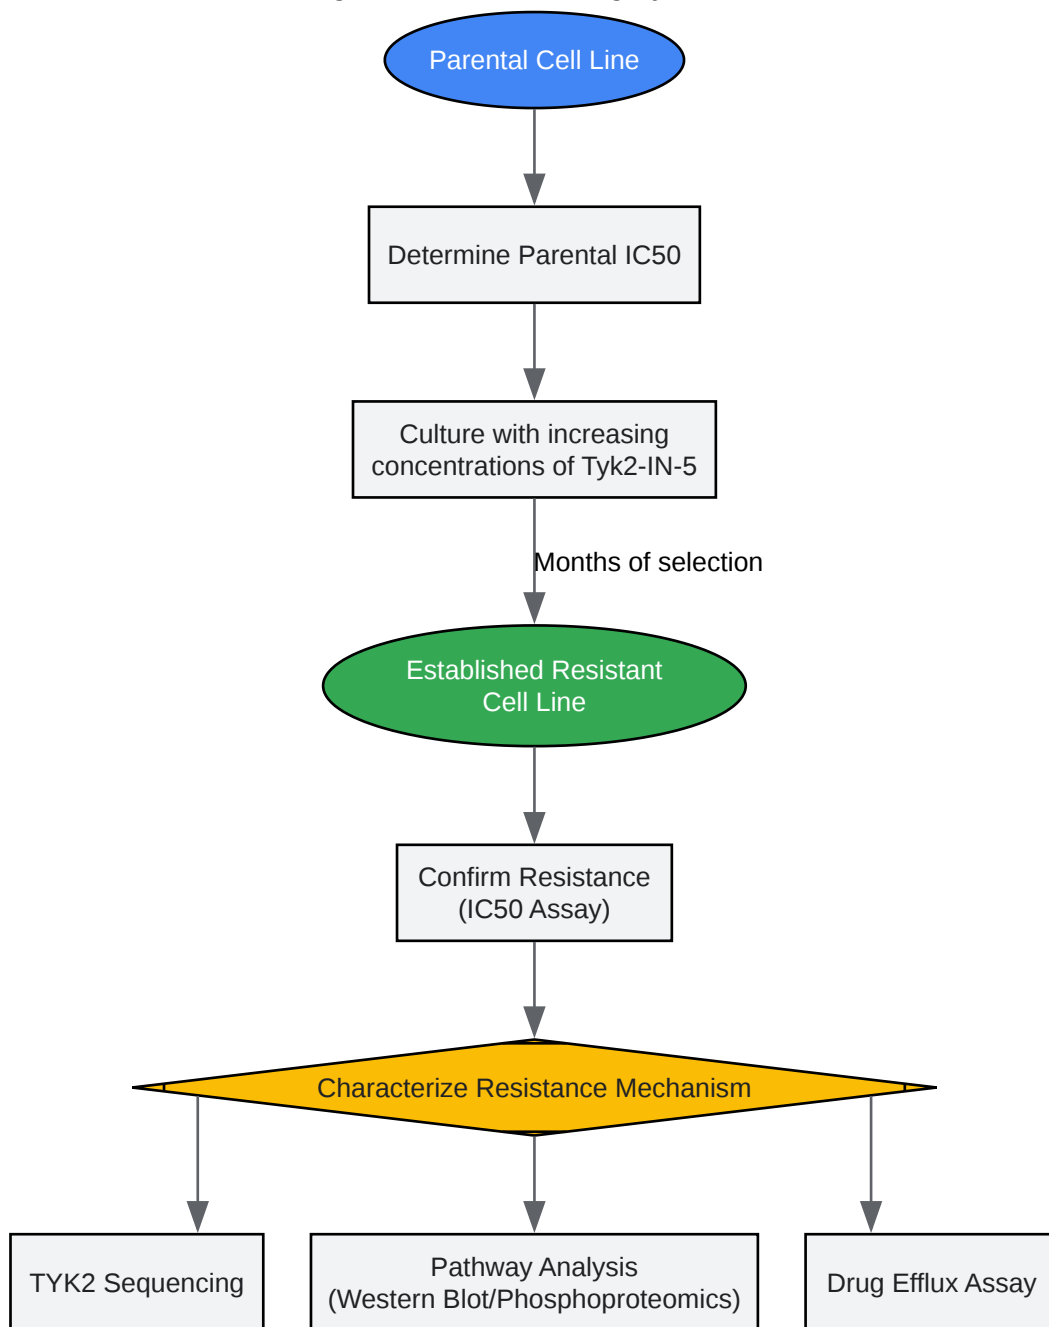 Parental Cell Line
Determine Parental IC50
Culture with increasing
concentrations of Tyk2-IN-5
Months of selection
Established Resistant
Cell Line
Confirm Resistance
(IC50 Assay)
Characterize Resistance Mechanism
TYK2 Sequencing
Pathway Analysis
(Western Blot/Phosphoproteomics)
Drug Efflux Assay